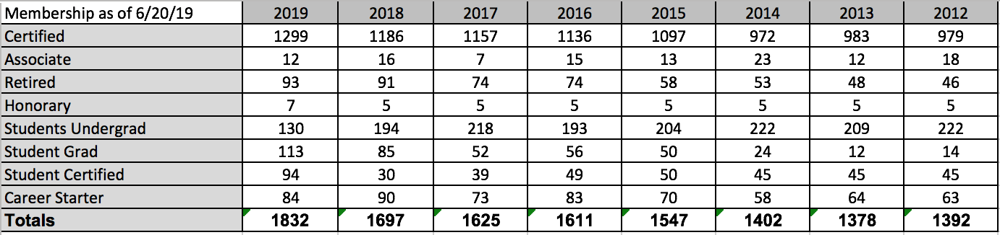 Membership as of 6/20/19 2019 2018 2017 2016 2015 2014 2013 2012
Certified 1299 1186 1157 1136 1097 972 983 979
Associate 12 16 7 15 13 23 12 18
Retired 93 91 74 74 58 53 48 46
Honorary 7 5 5 5 5 5 5 5
Students Undergrad 130 194 218 193 204 222 209 222
Student Grad 113 85 52 56 50 24 12 14
Student Certified 94 30 39 49 50 45 45 45
Career Starter 84 90 73 83 70 58 64 63
Totals 1832 1697 1625 1611 1547 1402 1378 1392